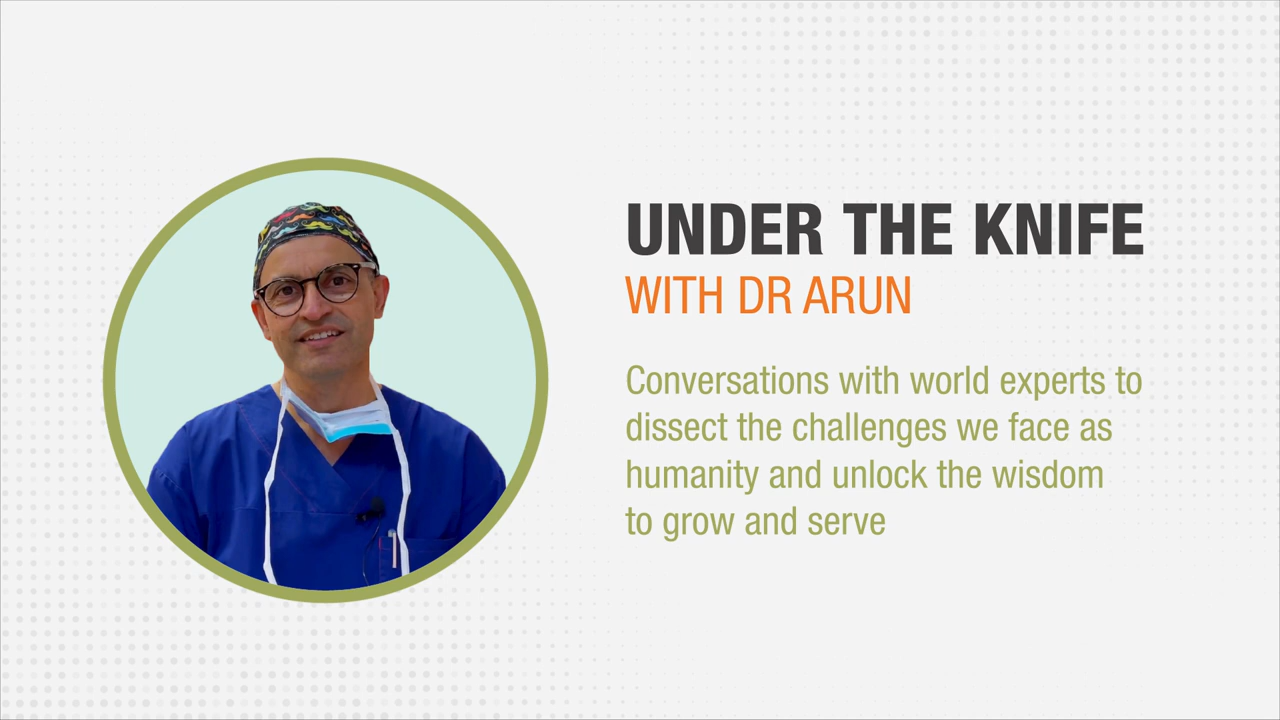 UNDER THE KNIFE
WITH DR ARUN
Conversations with world experts to
dissect the challenges we face as
humanity and unlock the wisdom
to grow and serve